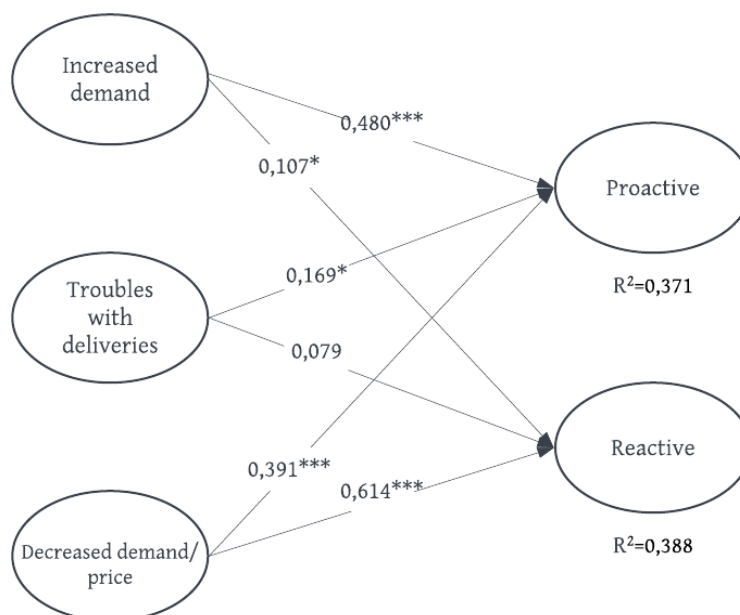 Increased
demand
0,480***
0,107*
Proactive
R²=0,371
Troubles
with
deliveries
0,169*
0,079
Reactive
R²=0,388
Decreased demand/
price
0,391***
0,614***